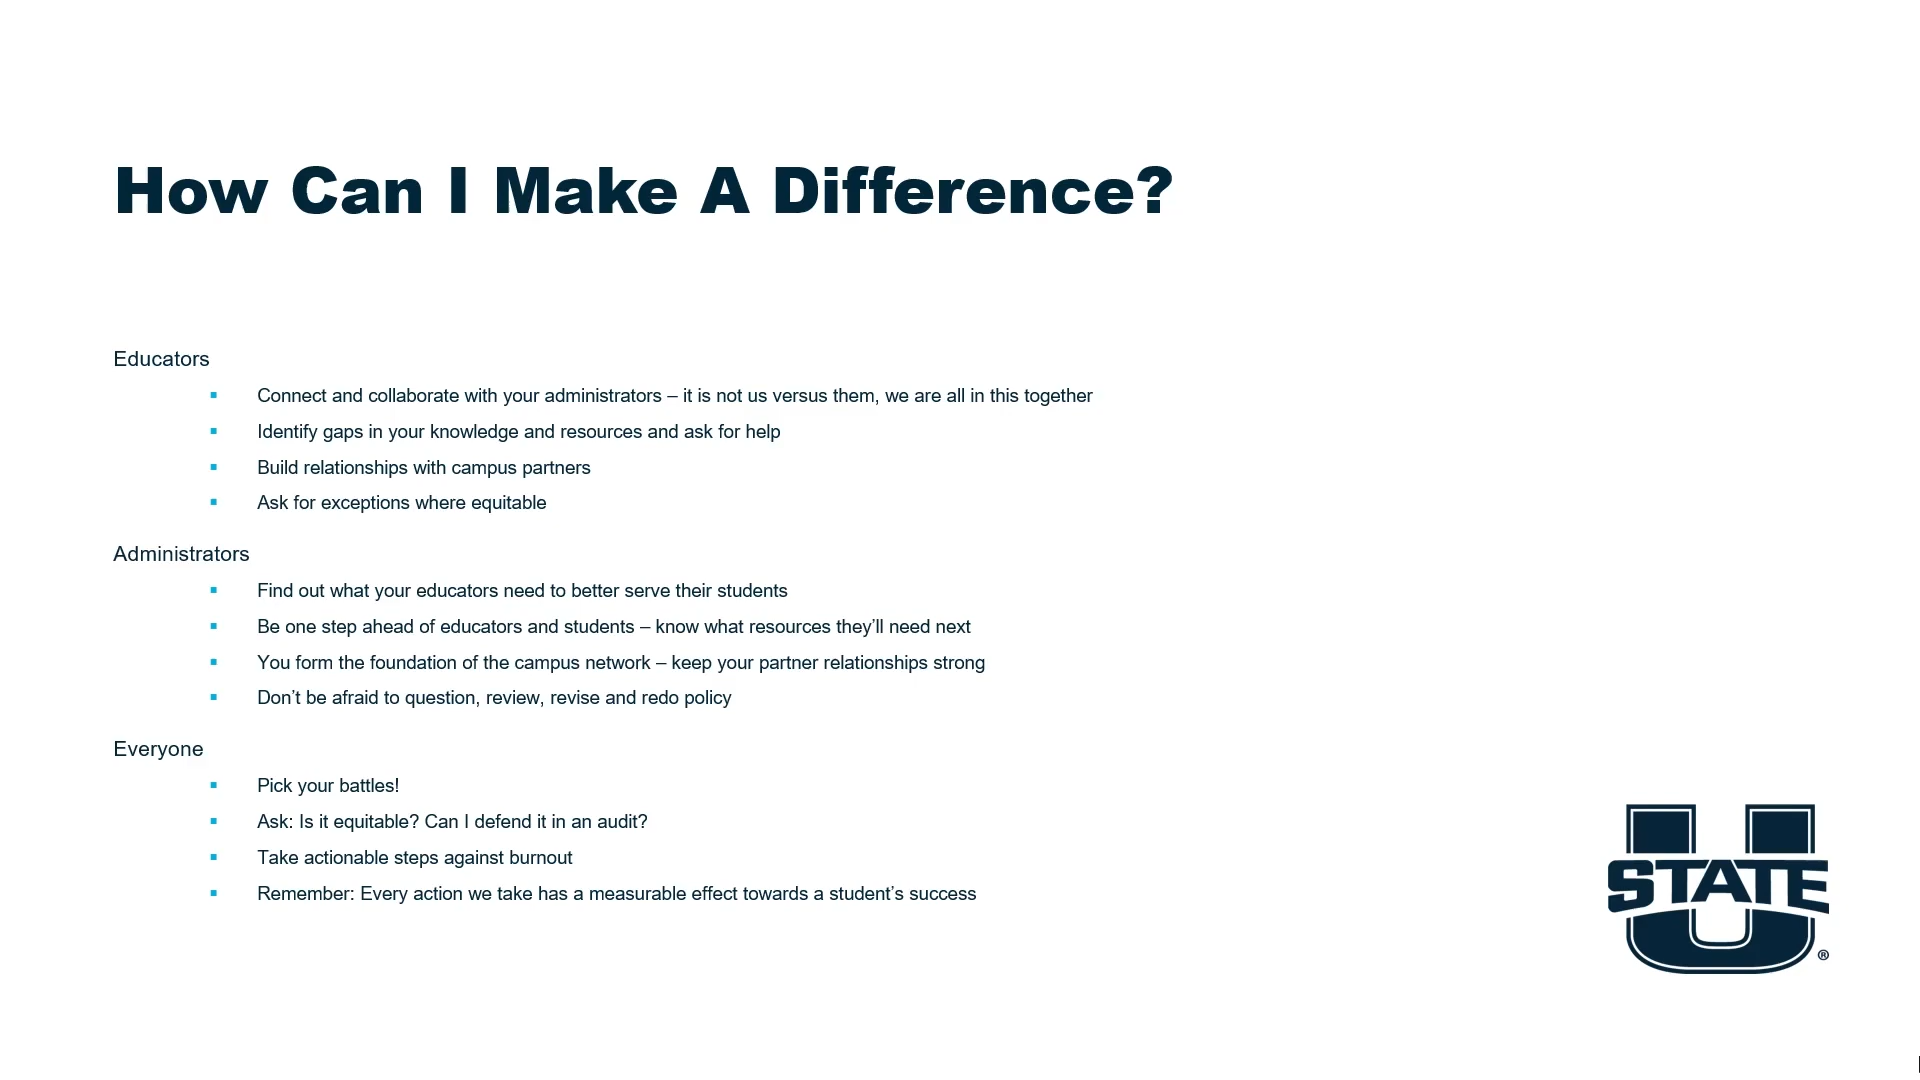 How Can I Make A Difference?
Educators
▪ Connect and collaborate with your administrators – it is not us versus them, we are all in this together
▪ Identify gaps in your knowledge and resources and ask for help
▪ Build relationships with campus partners
▪ Ask for exceptions where equitable
Administrators
▪ Find out what your educators need to better serve their students
▪ Be one step ahead of educators and students – know what resources they’ll need next
▪ You form the foundation of the campus network – keep your partner relationships strong
▪ Don’t be afraid to question, review, revise and redo policy
Everyone
▪ Pick your battles!
▪ Ask: Is it equitable? Can I defend it in an audit?
▪ Take actionable steps against burnout
▪ Remember: Every action we take has a measurable effect towards a student’s success
U
STATE
®